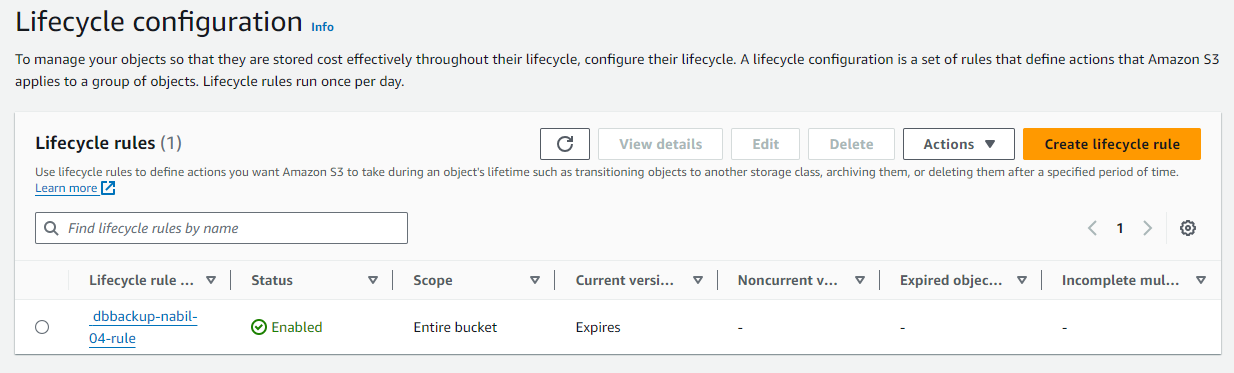 Lifecycle configuration Info
To manage your objects so that they are stored cost effectively throughout their lifecycle, configure their lifecycle. A lifecycle configuration is a set of rules that define actions that Amazon S3
applies to a group of objects. Lifecycle rules run once per day.
Lifecycle rules (1)
View details
Edit
Delete
Actions
Create lifecycle rule
Use lifecycle rules to define actions you want Amazon S3 to take during an object's lifetime such as transitioning objects to another storage class, archiving them, or deleting them after a specified period of time.
Learn more
Find lifecycle rules by name
1
Lifecycle rule ... Status Scope Current versi... Noncurrent v... Expired objec... Incomplete mul...
dbbackup-nabil-
04-rule
Enabled Entire bucket Expires - - -